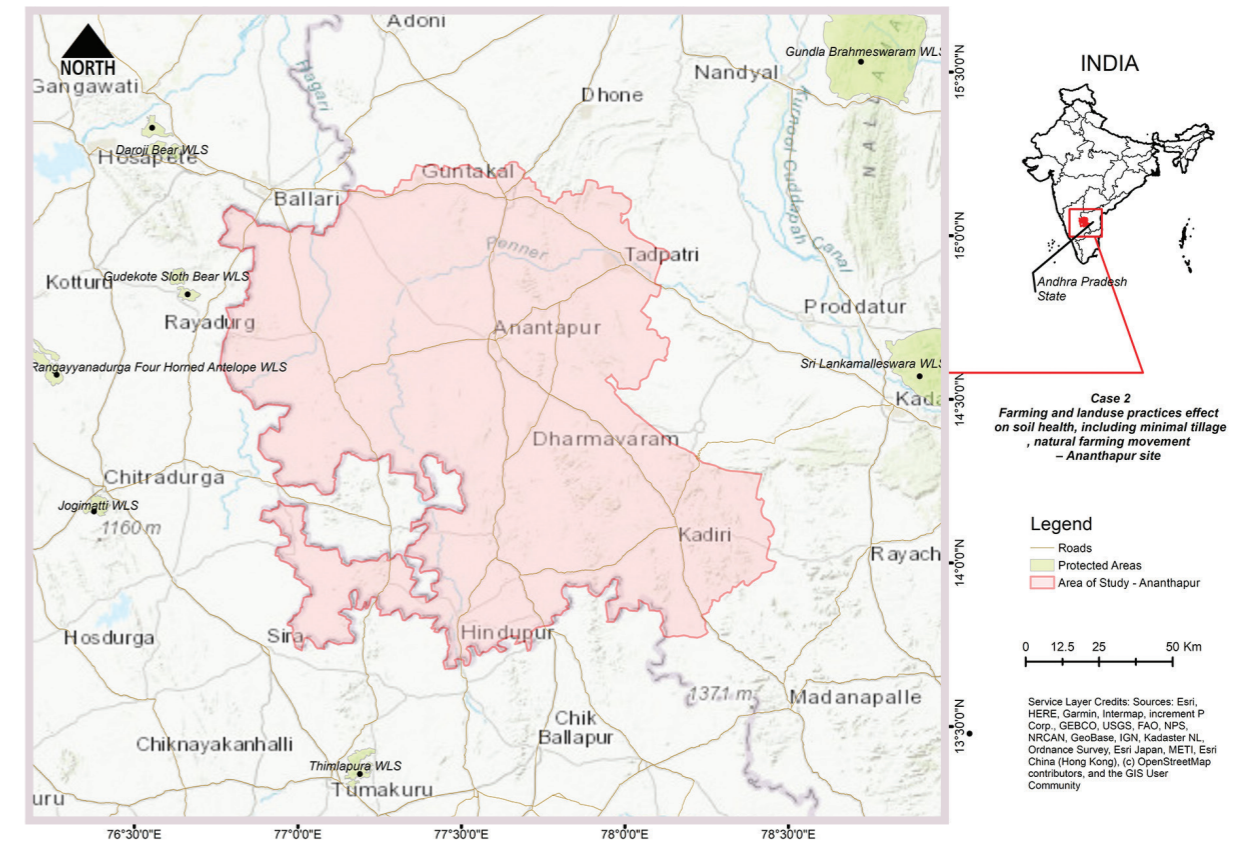 Adoni
Gundla Brahmeswaram WLS
NORTH
Gangawati
Hagari
Nandyal
Dhone
Kurnool Cuddapah Canal
N A L L A M A
Daroji Bear WLS
Hosapete
Guntakal
Ballari
Penner
Tadpatri
Kotturu
Gudekote Sloth Bear WLS
Rayadurg
Proddatur
Anantapur
Rangayyanadurga Four Horned Antelope WLS
Sri Lankamalleswara WLS
Kada
Dharmavaram
Chitradurga
Jogimatti WLS
1160 m
Kadiri
Rayach
Hosdurga
Sira
Hindupur
1371 m
Madanapalle
Chik
Ballapur
Chiknayakanhalli
Thimlapura WLS
Tumakuru
uru
76°30'0"E
77°0'0"E
77°30'0"E
78°0'0"E
78°30'0"E
15°30'0"N
15°0'0"N
14°30'0"N
14°0'0"N
13°30'0"N
INDIA
Andhra Pradesh
State
Case 2
Farming and landuse practices effect
on soil health, including minimal tillage
, natural farming movement
– Ananthapur site
Legend
Roads
Protected Areas
Area of Study - Ananthapur
0 12.5 25 50 Km
Service Layer Credits: Sources: Esri,
HERE, Garmin, Intermap, increment P
Corp., GEBCO, USGS, FAO, NPS,
NRCAN, GeoBase, IGN, Kadaster NL,
Ordnance Survey, Esri Japan, METI, Esri
China (Hong Kong), (c) OpenStreetMap
contributors, and the GIS User
Community